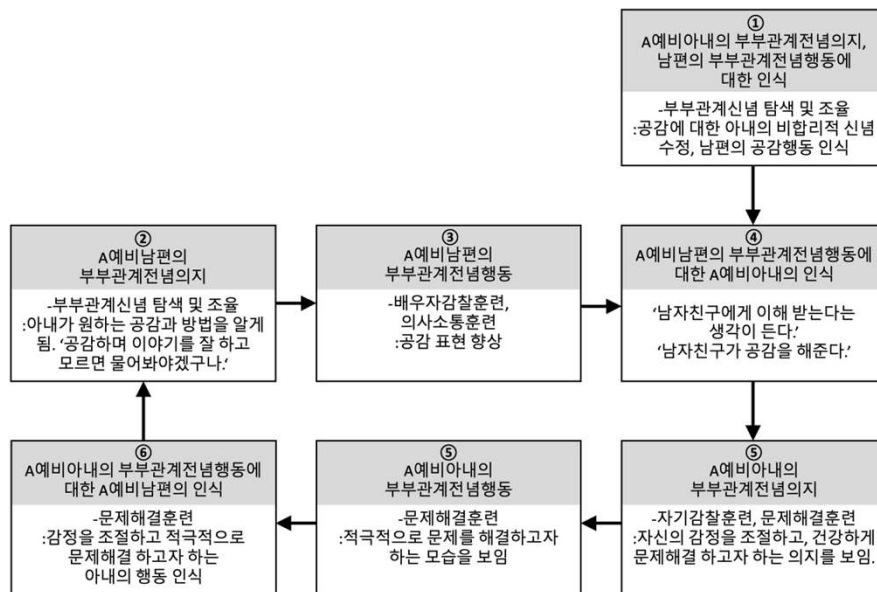 ①
A예비아내의 부부관계전념의지,
남편의 부부관계전념행동에
대한 인식
-부부관계신념 탐색 및 조율
:공감에 대한 아내의 비합리적 신념
수정, 남편의 공감행동 인식
②
A예비남편의
부부관계전념의지
-부부관계신념 탐색 및 조율
:아내가 원하는 공감과 방법을 알게
됨. ‘공감하며 이야기를 잘 하고
모르면 물어봐야겠구나.‘
③
A예비남편의
부부관계전념행동
-배우자감찰훈련,
의사소통훈련
:공감 표현 향상
④
A예비남편의 부부관계전념행동에
대한 A예비아내의 인식
‘남자친구에게 이해 받는다는
생각이 든다.’
‘남자친구가 공감을 해준다.’
⑥
A예비아내의 부부관계전념행동에
대한 A예비남편의 인식
-문제해결훈련
:감정을 조절하고 적극적으로
문제해결 하고자 하는
아내의 행동 인식
⑤
A예비아내의
부부관계전념행동
-문제해결훈련
:적극적으로 문제를 해결하고자
하는 모습을 보임
⑤
A예비아내의
부부관계전념의지
-자기감찰훈련, 문제해결훈련
:자신의 감정을 조절하고, 건강하게
문제해결 하고자 하는 의지를 보임.